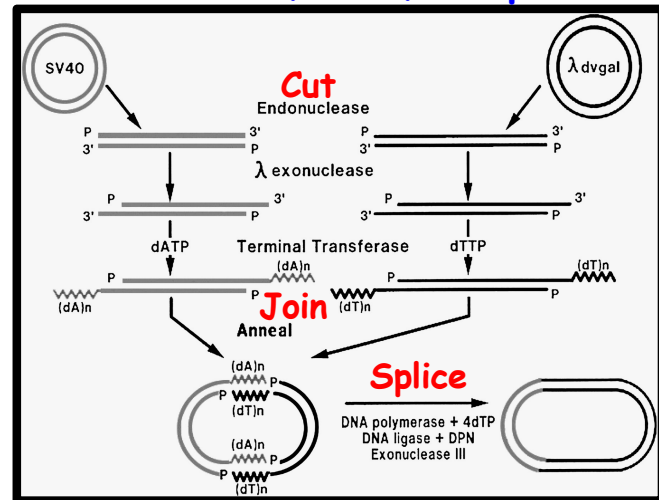 SV40
λ dvgal
Cut
Endonuclease
P 3' P 3'
3' P 3' P
λ exonuclease
P 3' P 3'
3' P 3' P
dATP Terminal Transferase dTTP
P (dA)n P (dT)n
(dA)n P (dT)n P
Join
Anneal
(dA)n
P
P
(dT)n
Splice
DNA polymerase + 4dTP
DNA ligase + DPN
Exonuclease III
(dA)n
P
P
(dT)n